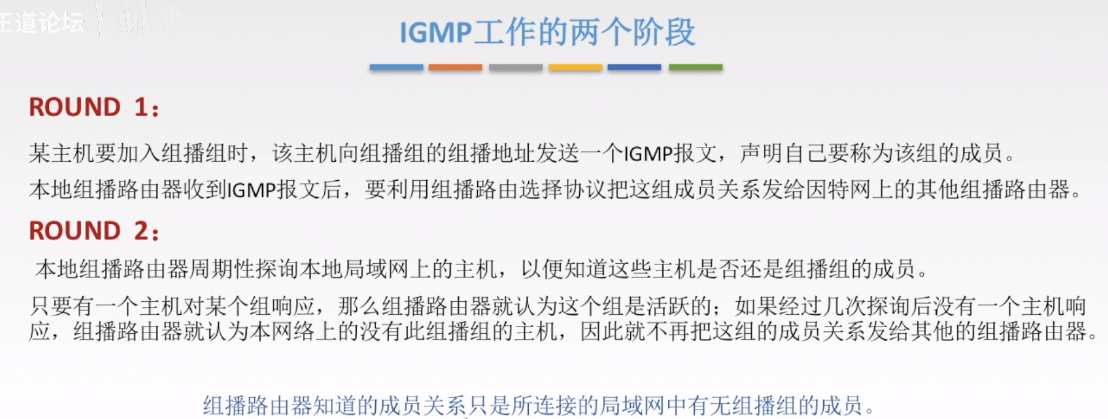 王道论坛
IGMP工作的两个阶段
ROUND 1：
某主机要加入组播组时，该主机向组播组的组播地址发送一个IGMP报文，声明自己要称为该组的成员。
本地组播路由器收到IGMP报文后，要利用组播路由选择协议把这组成员关系发给因特网上的其他组播路由器。
ROUND 2：
本地组播路由器周期性探询本地局域网上的主机，以便知道这些主机是否还是组播组的成员。
只要有一个主机对某个组响应，那么组播路由器就认为这个组是活跃的；如果经过几次探询后没有一个主机响
应，组播路由器就认为本网络上的没有此组播组的主机，因此就不再把这组的成员关系发给其他的组播路由器。
组播路由器知道的成员关系只是所连接的局域网中有无组播组的成员。